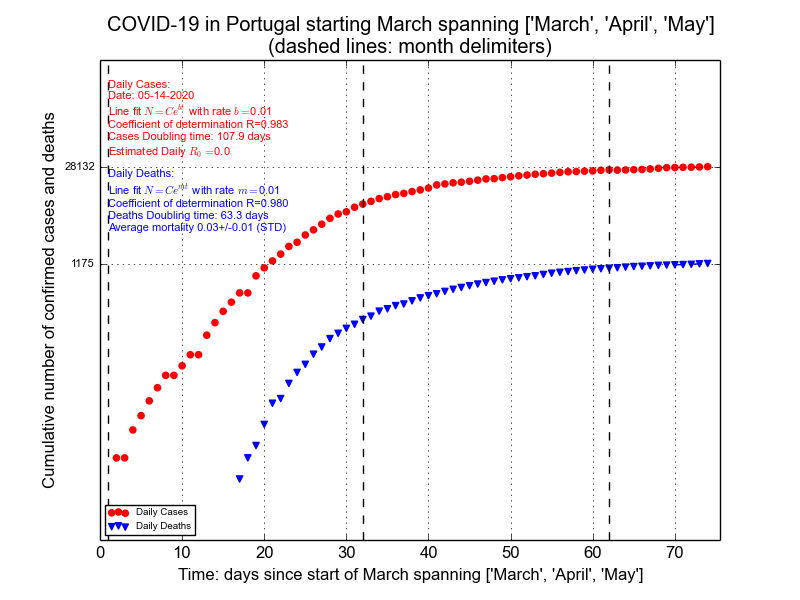 COVID-19 in Portugal starting March spanning ['March', 'April', 'May']
(dashed lines: month delimiters)
Daily Cases:
Date: 05-14-2020
Line fit N=Ce^{bt} with rate b=0.01
Coefficient of determination R=0.983
Cases Doubling time: 107.9 days
Estimated Daily R_0 =0.0
Daily Deaths:
Line fit N=Ce^{mt} with rate m=0.01
Coefficient of determination R=0.980
Deaths Doubling time: 63.3 days
Average mortality 0.03+/-0.01 (STD)
28132
1175
Cumulative number of confirmed cases and deaths
Daily Cases
Daily Deaths
0 10 20 30 40 50 60 70
Time: days since start of March spanning ['March', 'April', 'May']